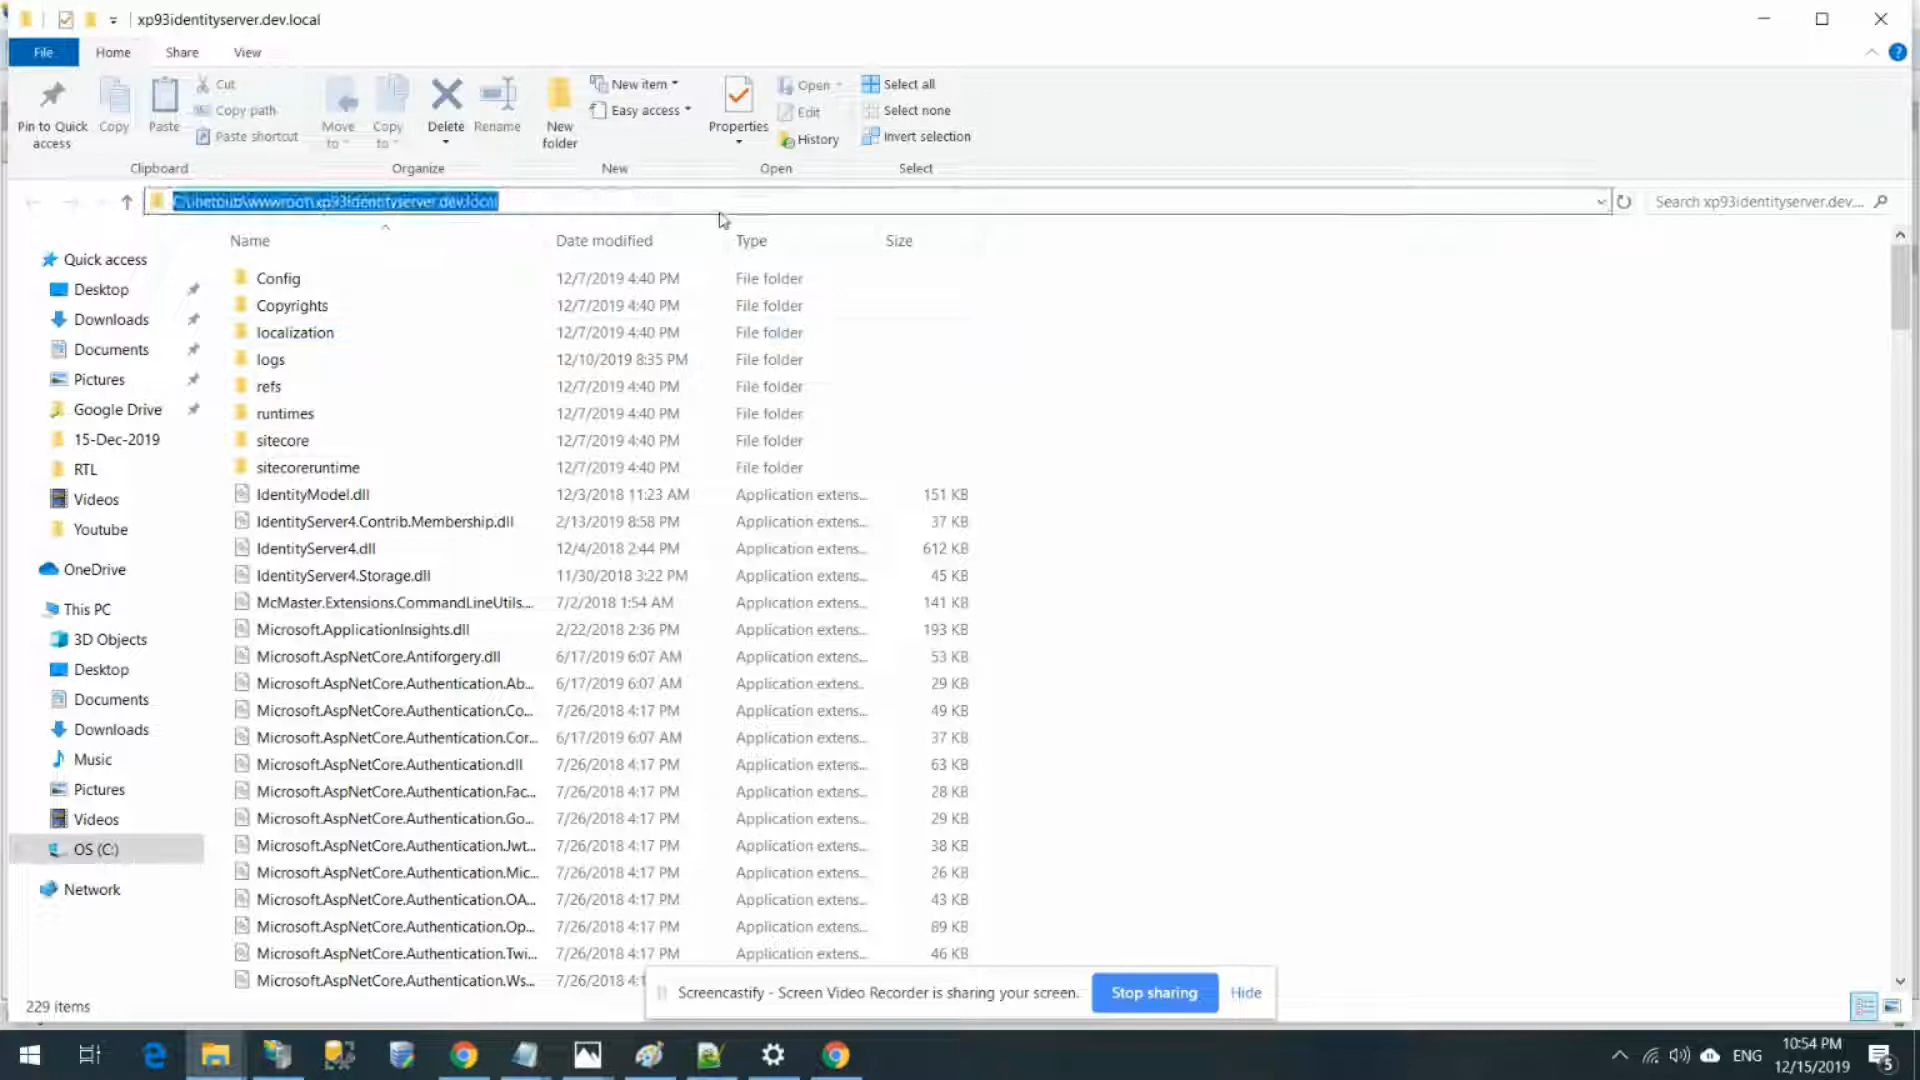 xp93identityserver.dev.local
File
Home
Share
View
Pin to Quick access
Copy
Paste
Cut
Copy path
Paste shortcut
Move to
Copy to
Delete
Rename
New folder
New item
Easy access
Properties
Open
Edit
History
Select all
Select none
Invert selection
Clipboard
Organize
New
Open
Select
C:\inetpub\wwwroot\xp93identityserver.dev.local
Search xp93identityserver.dev....
Name Date modified Type Size
Quick access
Desktop
Downloads
Documents
Pictures
Google Drive
15-Dec-2019
RTL
Videos
Youtube
OneDrive
This PC
3D Objects
Desktop
Documents
Downloads
Music
Pictures
Videos
OS (C:)
Network
Config 12/7/2019 4:40 PM File folder
Copyrights 12/7/2019 4:40 PM File folder
localization 12/7/2019 4:40 PM File folder
logs 12/10/2019 8:35 PM File folder
refs 12/7/2019 4:40 PM File folder
runtimes 12/7/2019 4:40 PM File folder
sitecore 12/7/2019 4:40 PM File folder
sitecoreruntime 12/7/2019 4:40 PM File folder
IdentityModel.dll 12/3/2018 11:23 AM Application extens... 151 KB
IdentityServer4.Contrib.Membership.dll 2/13/2019 8:58 PM Application extens... 37 KB
IdentityServer4.dll 12/4/2018 2:44 PM Application extens... 612 KB
IdentityServer4.Storage.dll 11/30/2018 3:22 PM Application extens... 45 KB
McMaster.Extensions.CommandLineUtils.... 7/2/2018 1:54 AM Application extens... 141 KB
Microsoft.ApplicationInsights.dll 2/22/2018 2:36 PM Application extens... 193 KB
Microsoft.AspNetCore.Antiforgery.dll 6/17/2019 6:07 AM Application extens... 53 KB
Microsoft.AspNetCore.Authentication.Ab... 6/17/2019 6:07 AM Application extens.. 29 KB
Microsoft.AspNetCore.Authentication.Co... 7/26/2018 4:17 PM Application extens... 49 KB
Microsoft.AspNetCore.Authentication.Cor... 6/17/2019 6:07 AM Application extens... 37 KB
Microsoft.AspNetCore.Authentication.dll 7/26/2018 4:17 PM Application extens... 63 KB
Microsoft.AspNetCore.Authentication.Fac... 7/26/2018 4:17 PM Application extens... 28 KB
Microsoft.AspNetCore.Authentication.Go... 7/26/2018 4:17 PM Application extens... 29 KB
Microsoft.AspNetCore.Authentication.Jwt... 7/26/2018 4:17 PM Application extens... 38 KB
Microsoft.AspNetCore.Authentication.Mic... 7/26/2018 4:17 PM Application extens... 26 KB
Microsoft.AspNetCore.Authentication.OA... 7/26/2018 4:17 PM Application extens... 43 KB
Microsoft.AspNetCore.Authentication.Op... 7/26/2018 4:17 PM Application extens... 89 KB
Microsoft.AspNetCore.Authentication.Twi... 7/26/2018 4:17 PM Application extens... 46 KB
Microsoft.AspNetCore.Authentication.Ws... 7/26/2018 4:1
Screencastify - Screen Video Recorder is sharing your screen. Stop sharing Hide
229 items
ENG
10:54 PM
12/15/2019
5